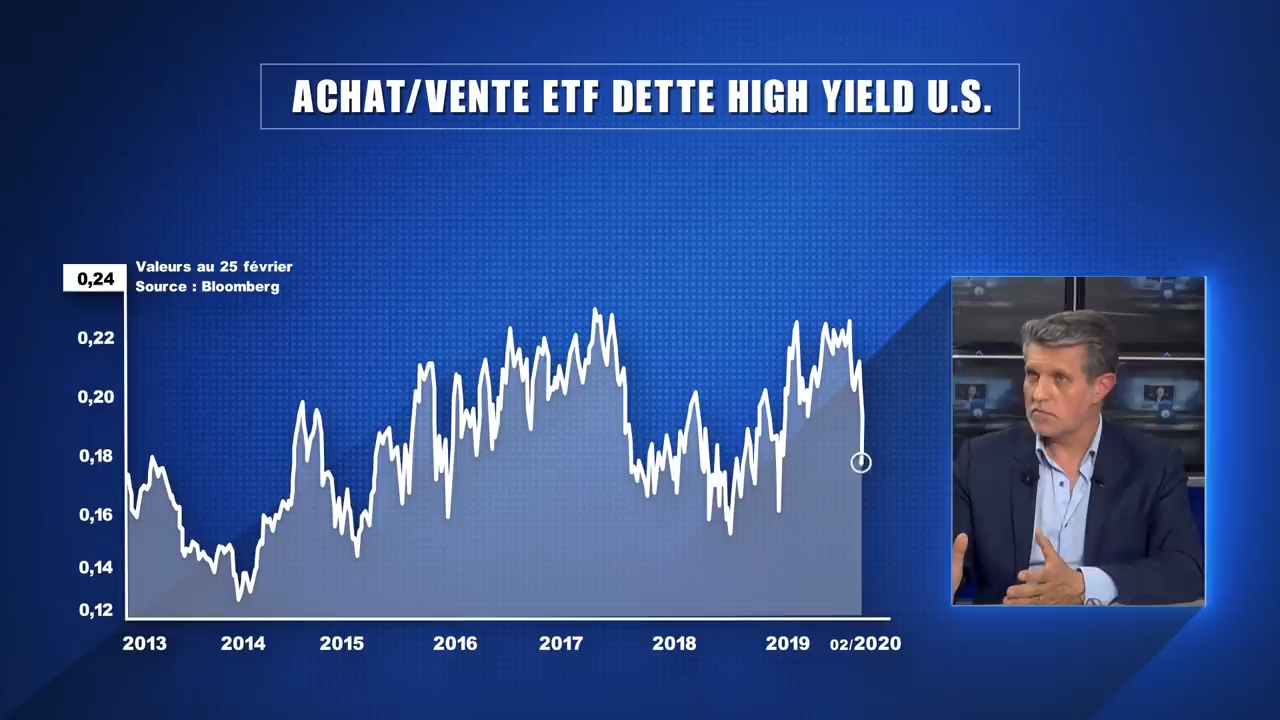 ACHAT/VENTE ETF DETTE HIGH YIELD U.S.
Valeurs au 25 février
Source : Bloomberg
0,24
0,22
0,20
0,18
0,16
0,14
0,12
2013 2014 2015 2016 2017 2018 2019 02/2020